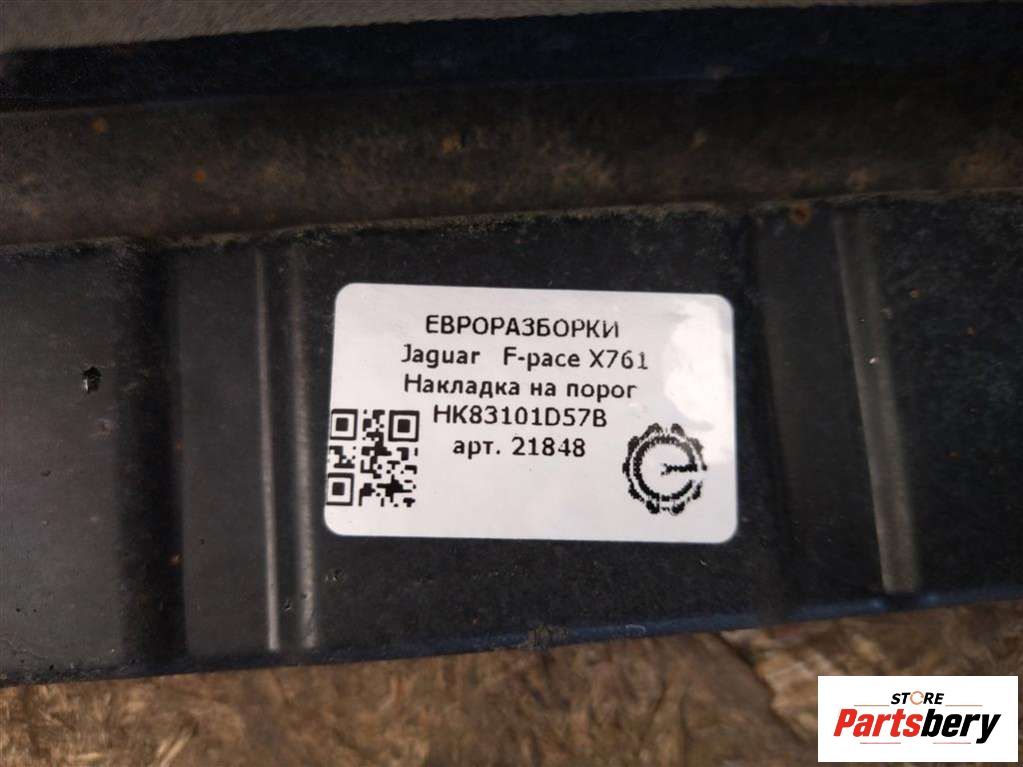 ЕВРОРАЗБОРКИ
Jaguar F-pace X761
Накладка на порог
HK83101D57B
арт. 21848
STORE
Partsbery